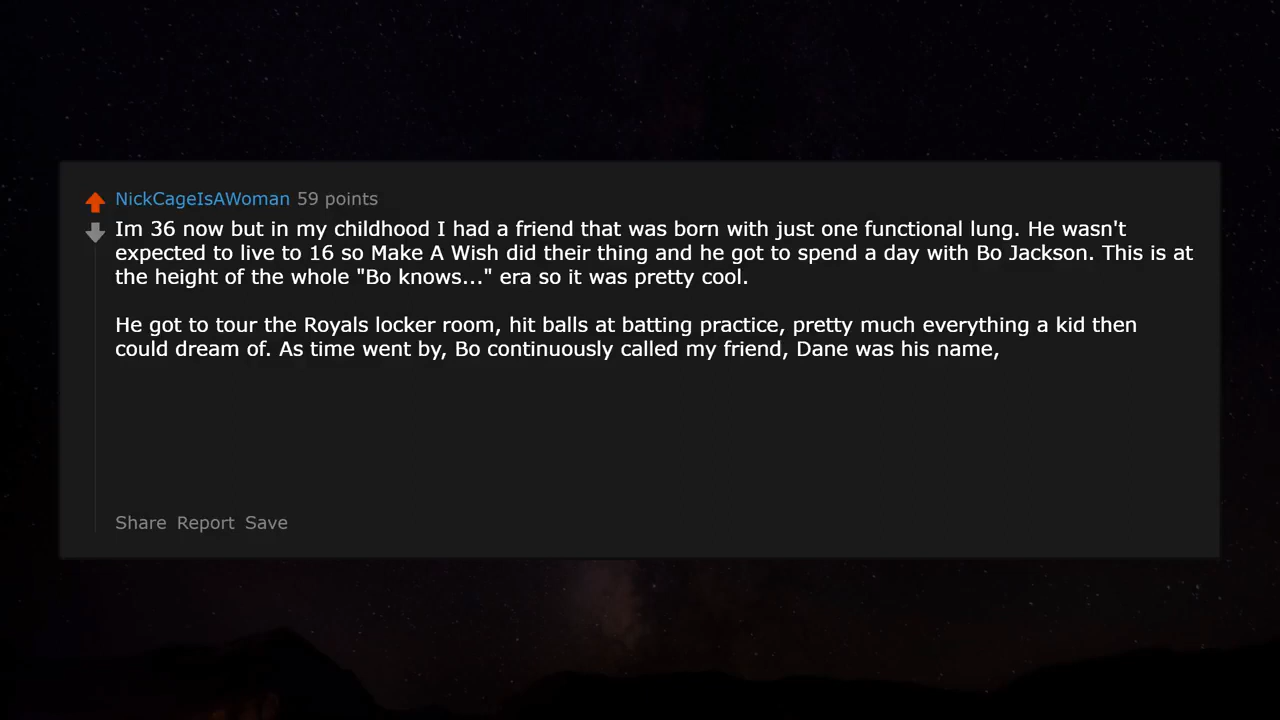 NickCageIsAWoman 59 points
Im 36 now but in my childhood I had a friend that was born with just one functional lung. He wasn't
expected to live to 16 so Make A Wish did their thing and he got to spend a day with Bo Jackson. This is at
the height of the whole "Bo knows..." era so it was pretty cool.
He got to tour the Royals locker room, hit balls at batting practice, pretty much everything a kid then
could dream of. As time went by, Bo continuously called my friend, Dane was his name,
Share Report Save